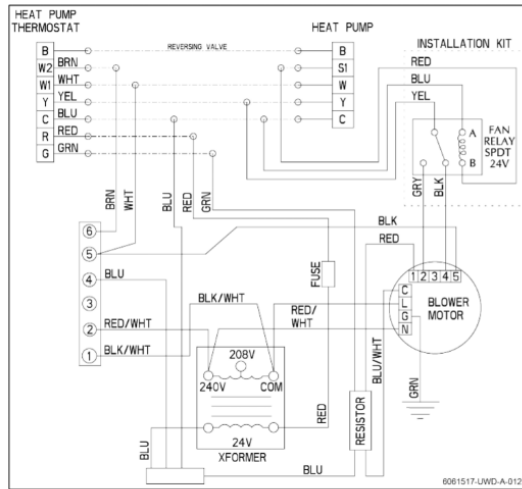 HEAT PUMP
THERMOSTAT
HEAT PUMP
INSTALLATION KIT
B
REVERSING VALVE
B
W2 BRN
S1
W1 WHT
W
Y YEL
Y
C BLU
C
R RED
G GRN
RED
BLU
YEL
A
B
FAN
RELAY
SPDT
24V
GRY
BLK
BRN
WHT
BLU
RED
GRN
BLK
RED
6
5
4 BLU
3
2 RED/WHT
1 BLK/WHT
BLK/WHT
FUSE
RED/
WHT
1 2 3 4 5
C
L
G
N
BLOWER
MOTOR
BLU/WHT
GRN
208V
240V
COM
24V
XFORMER
BLU
RED
RESISTOR
BLU
6061517-UWD-A-012